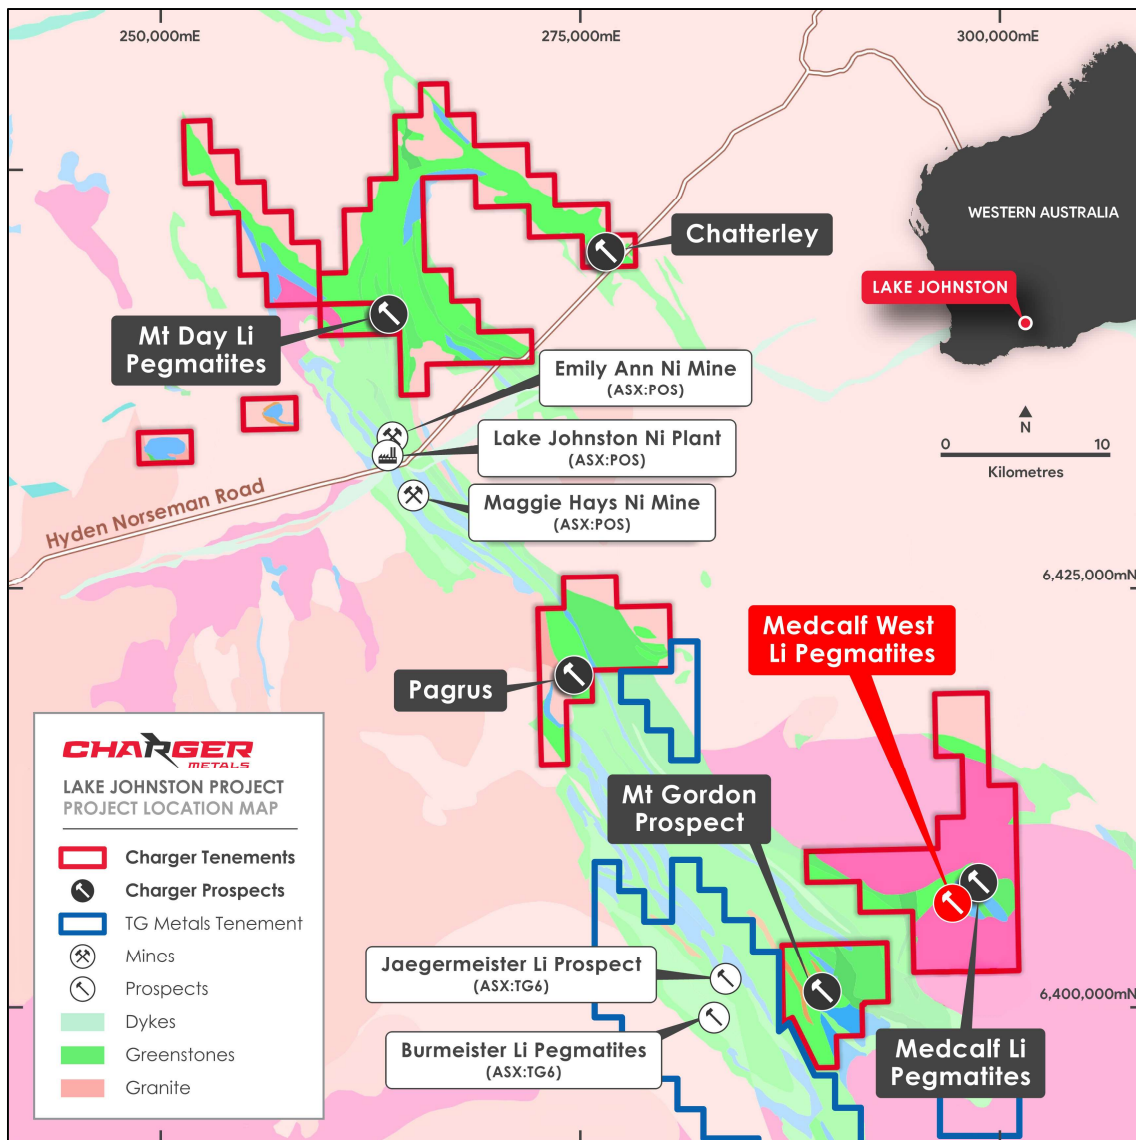 250,000mE
275,000mE
300,000mE
WESTERN AUSTRALIA
LAKE JOHNSTON
Chatterley
Mt Day Li
Pegmatites
Emily Ann Ni Mine
(ASX:POS)
Lake Johnston Ni Plant
(ASX:POS)
Maggie Hays Ni Mine
(ASX:POS)
N
0
10
Kilometres
Hyden Norseman Road
6,425,000mN
Medcalf West
Li Pegmatites
Pagrus
Mt Gordon
Prospect
CHARGER
METALS
LAKE JOHNSTON PROJECT
PROJECT LOCATION MAP
Charger Tenements
Charger Prospects
TG Metals Tenement
Mines
Prospects
Dykes
Greenstones
Granite
Jaegermeister Li Prospect
(ASX:TG6)
Burmeister Li Pegmatites
(ASX:TG6)
6,400,000mN
Medcalf Li
Pegmatites